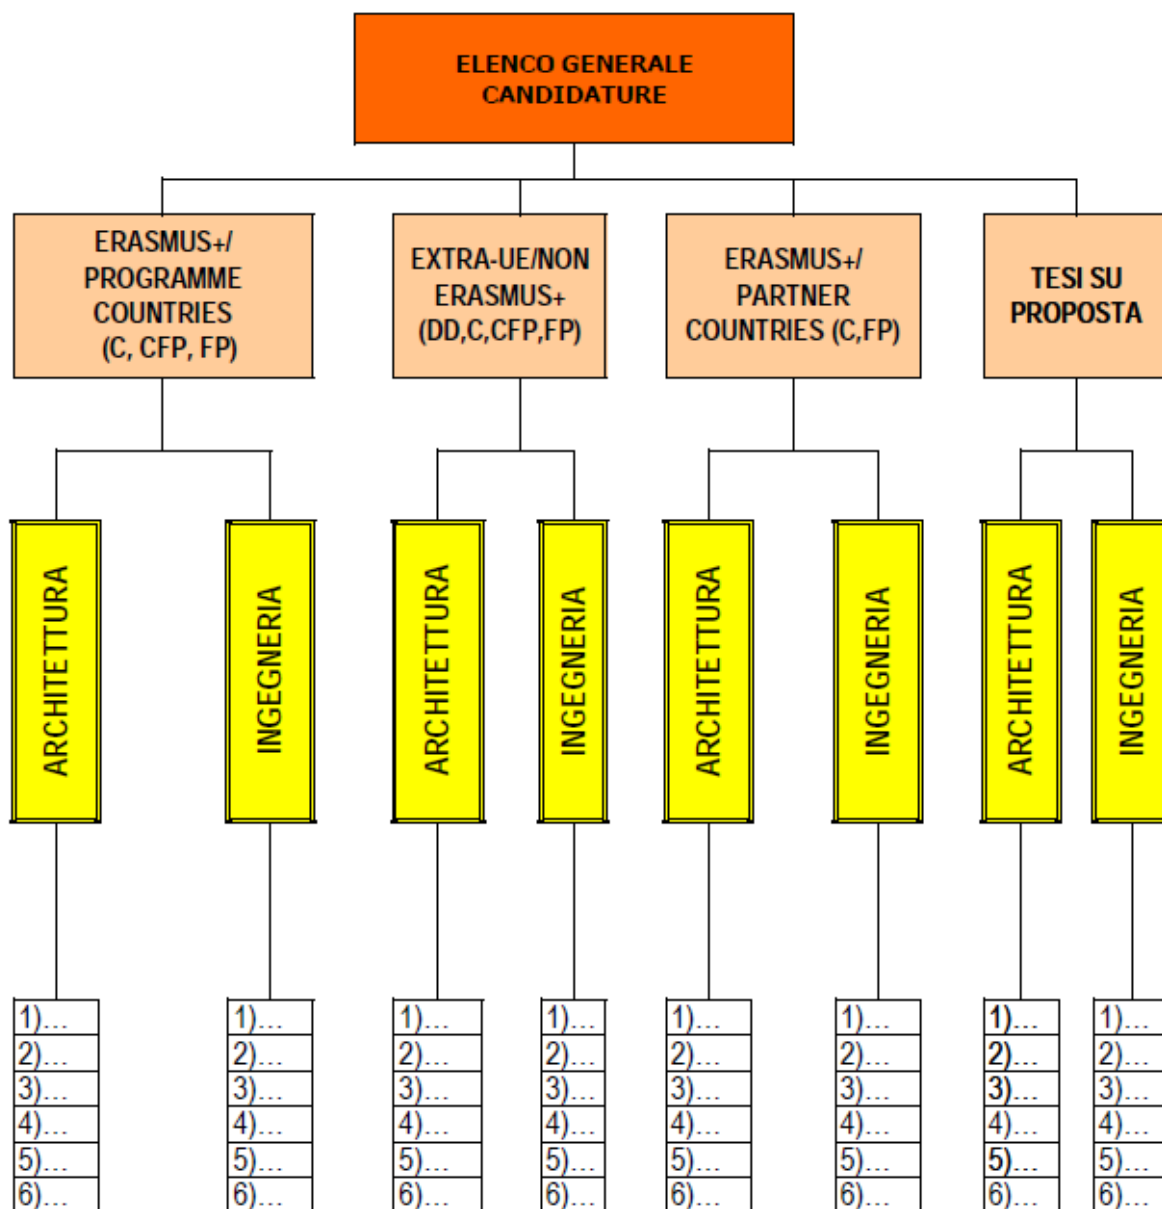 ELENCO GENERALE
CANDIDATURE
ERASMUS+/
PROGRAMME
COUNTRIES
(C, CFP, FP)
EXTRA-UE/NON
ERASMUS+
(DD,C,CFP,FP)
ERASMUS+/
PARTNER
COUNTRIES (C,FP)
TESI SU
PROPOSTA
ARCHITETTURA
INGEGNERIA
ARCHITETTURA
INGEGNERIA
ARCHITETTURA
INGEGNERIA
ARCHITETTURA
INGEGNERIA
1)... 1)... 1)... 1)... 1)... 1)... 1)... 1)...
2)... 2)... 2)... 2)... 2)... 2)... 2)... 2)...
3)... 3)... 3)... 3)... 3)... 3)... 3)... 3)...
4)... 4)... 4)... 4)... 4)... 4)... 4)... 4)...
5)... 5)... 5)... 5)... 5)... 5)... 5)... 5)...
6)... 6)... 6)... 6)... 6)... 6)... 6)... 6)...